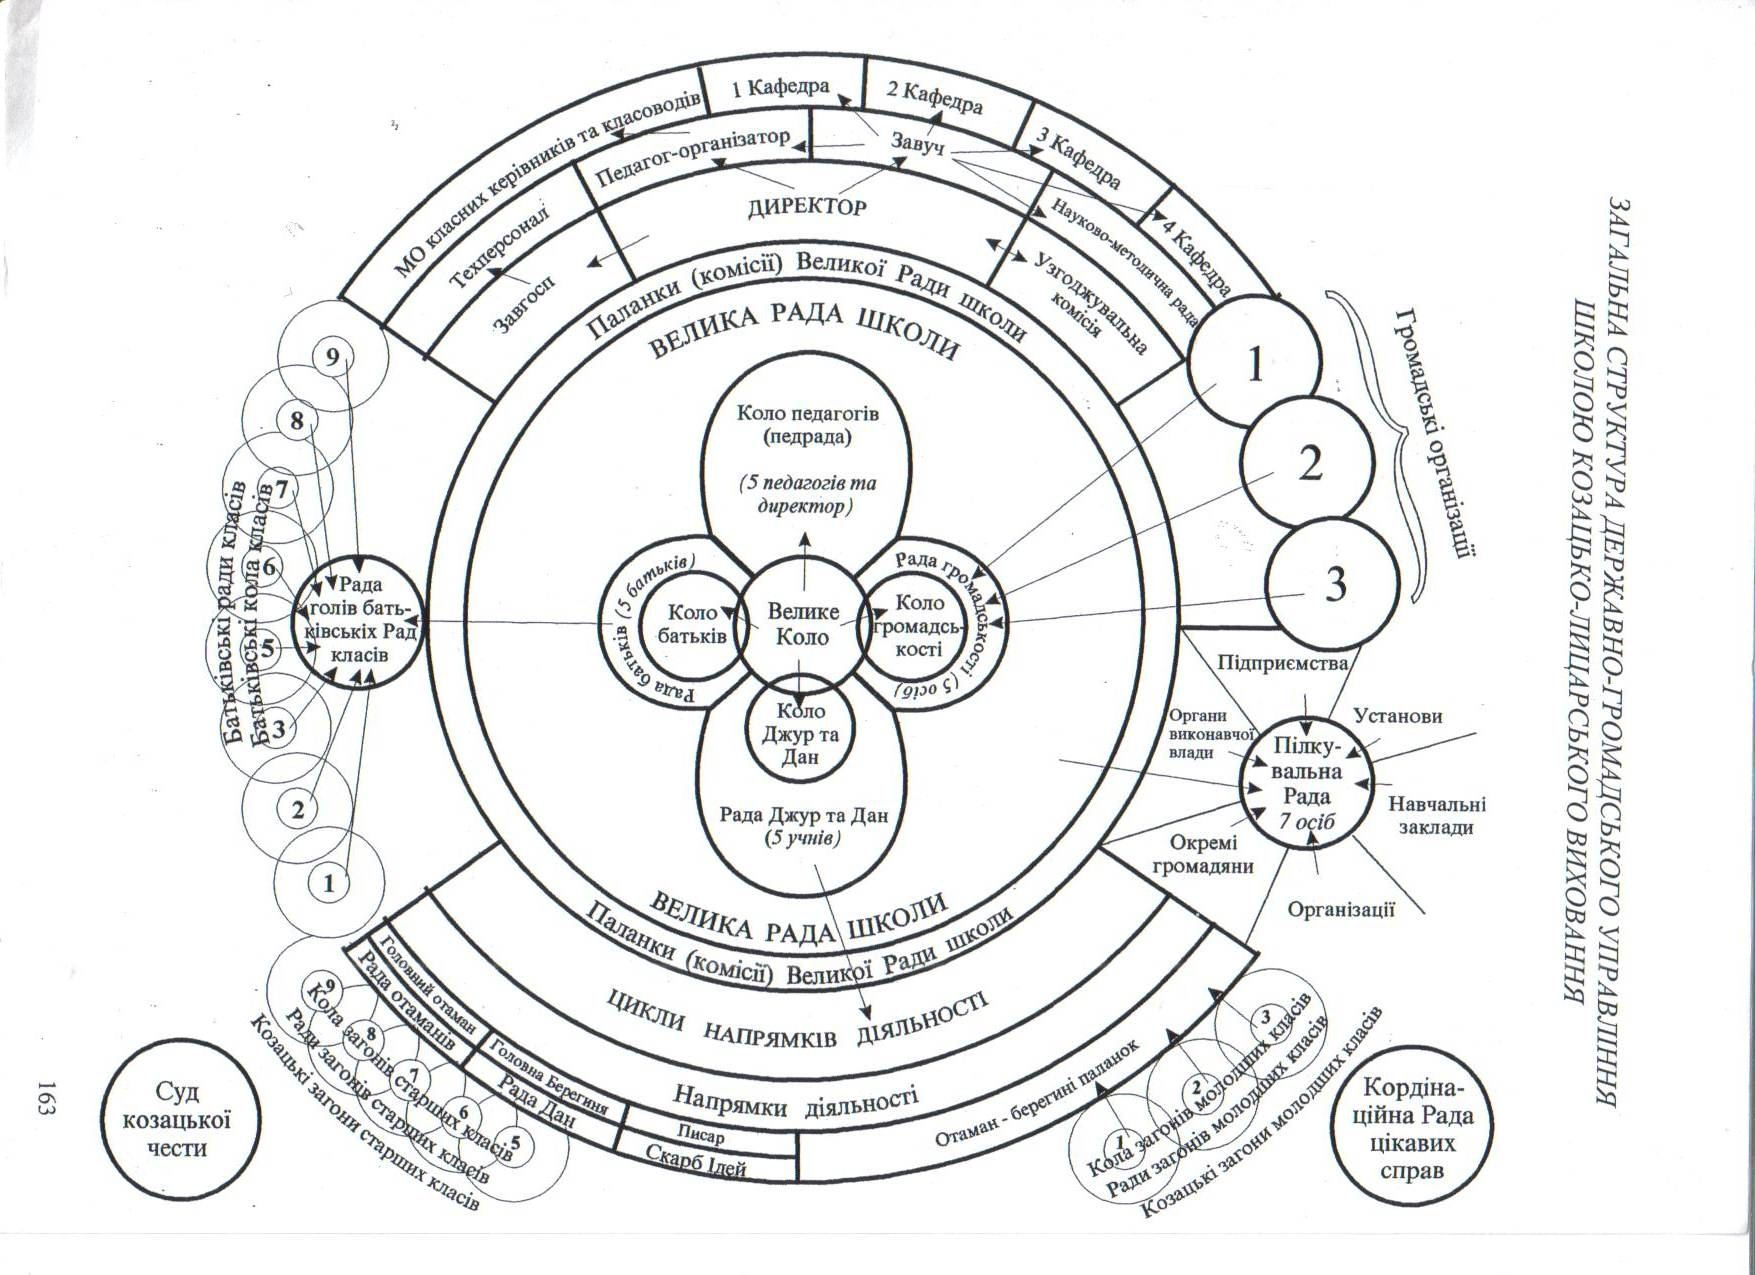 ЗАГАЛЬНА СТРУКТУРА ДЕРЖАВНО-ГРОМАДСЬКОГО УПРАВЛІННЯ
ШКОЛОЮ КОЗАЦЬКО-ЛИЦАРСЬКОГО ВИХОВАННЯ
МО класних керівників та класоводів
1 Кафедра
2 Кафедра
3 Кафедра
4 Кафедра
Техперсонал
Педагог-організатор
Завуч
Науково-методична рада
Завгосп
ДИРЕКТОР
Узгоджувальна
комісія
Паланки (комісії) Великої Ради школи
ВЕЛИКА РАДА ШКОЛИ
Коло педагогів
(педрада)
(5 педагогів та
директор)
Рада батьків (5 батьків)
Коло
батьків
Велике
Коло
Коло
громадсь-
кості
Рада громадськості (5 осіб)
Коло
Джур та
Дан
Рада Джур та Дан
(5 учнів)
ВЕЛИКА РАДА ШКОЛИ
Паланки (комісії) Великої Ради школи
ЦИКЛИ НАПРЯМКІВ ДІЯЛЬНОСТІ
Напрямки діяльності
Головний отаман
Рада отаманів
Головна Берегиня
Рада Дан
Писар
Скарб Ідей
Отаман - берегині паланок
9
8
7
6
5
3
2
1
Батьківські ради класів
Батьківські кола класів
Рада
голів бать-
ківскіх Рад
класів
Громадські організації
1
2
3
Підприємства
Органи
виконавчої
влади
Установи
Пілку-
вальна
Рада
7 осіб
Навчальні
заклади
Окремі
громадяни
Організації
9
8
7
6
5
Кола загонів старших класів
Ради загонів старших класів
Козацькі загони старших класів
3
2
1
Кола загонів молодших класів
Ради загонів молодших класів
Козацькі загони молодших класів
Суд
козацької
чести
Кордіна-
ційна Рада
цікавих
справ
163